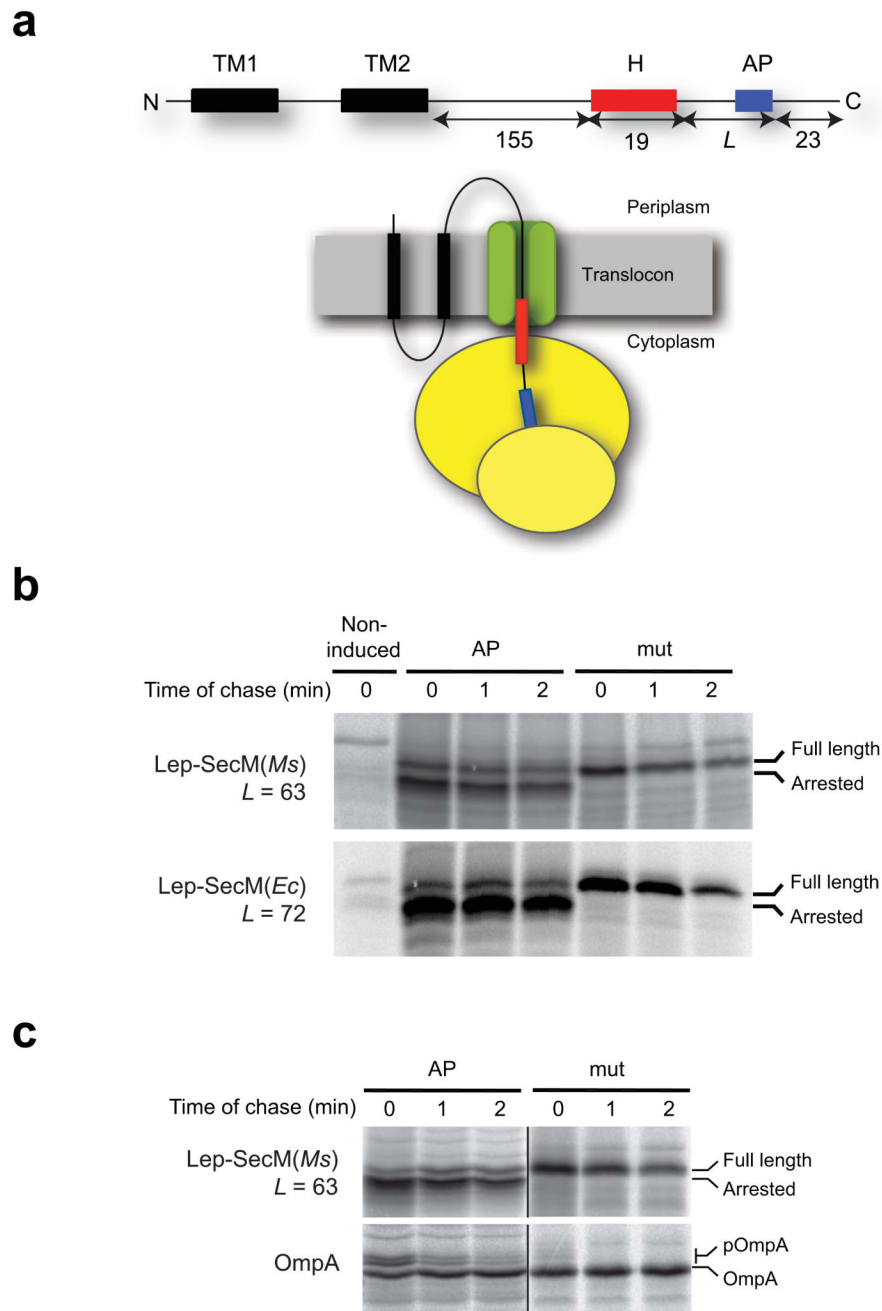 a
TM1 TM2 H AP
N C
155 19 L 23
Periplasm
Translocon
Cytoplasm
b
Non-
induced AP mut
Time of chase (min) 0 0 1 2 0 1 2
Lep-SecM(Ms)
L = 63
Full length
Arrested
Lep-SecM(Ec)
L = 72
Full length
Arrested
c
AP mut
Time of chase (min) 0 1 2 0 1 2
Lep-SecM(Ms)
L = 63
Full length
Arrested
OmpA
pOmpA
OmpA